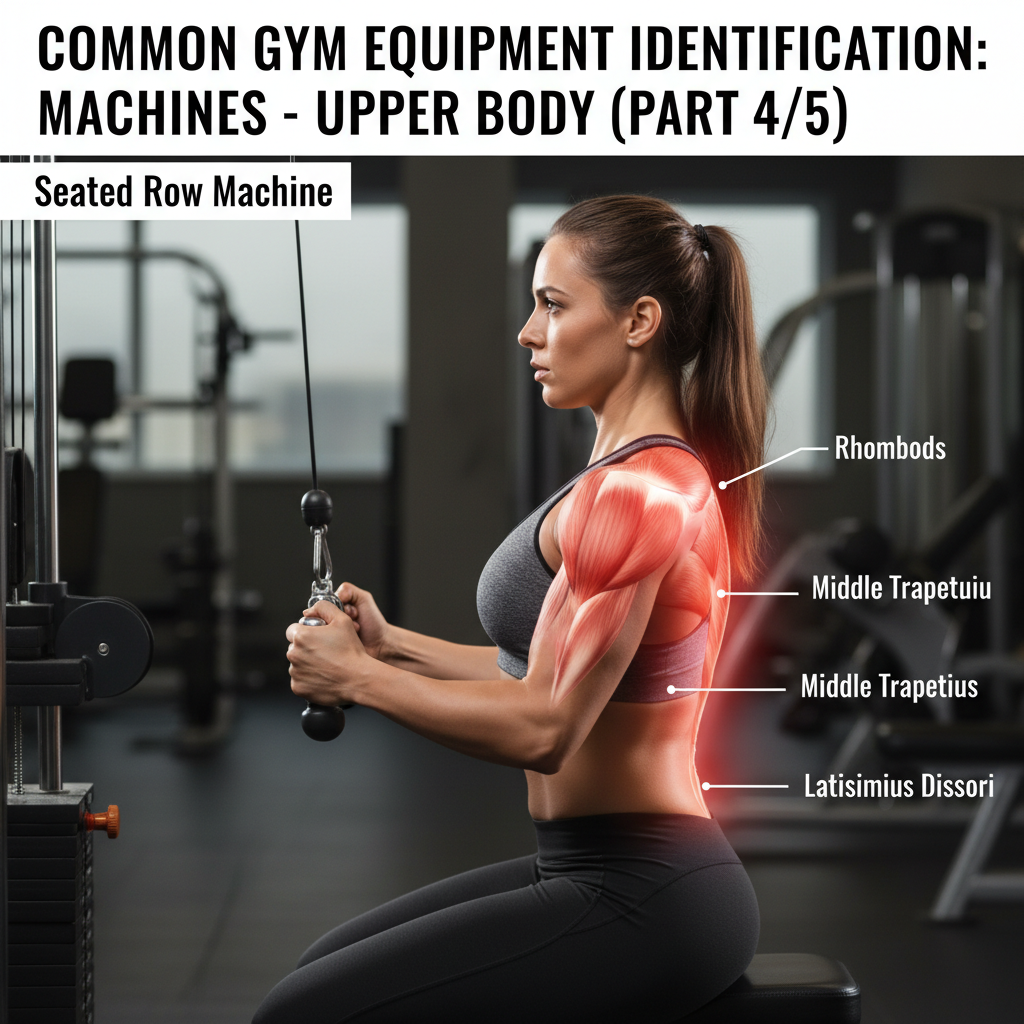 COMMON GYM EQUIPMENT IDENTIFICATION:
MACHINES - UPPER BODY (PART 4/5)
Seated Row Machine
Rhombods
Middle Trapetuiu
Middle Trapetius
Latisimius Dissori